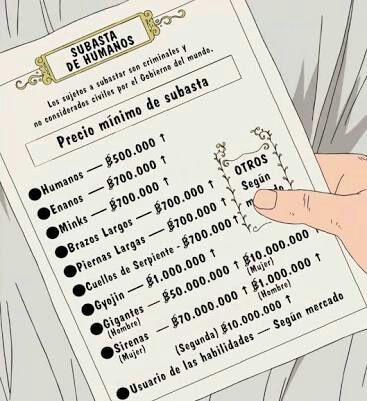 SUBASTA
DE HUMANOS
Los sujetos a subastar son criminales y
no considerados civiles por el Gobierno del mundo.
Precio mínimo de subasta
Humanos — ฿500.000 ↑
Enanos — ฿700.000 ↑
Minks — ฿700.000 ↑
Brazos Largos — ฿700.000 ↑
Piernas Largas — ฿700.000 ↑
Cuellos de Serpiente - ฿700.000 ↑
Gyojin — ฿1.000.000 ↑
Gigantes — ฿50.000.000 ↑ ฿10.000.000 ↑
(Hombre) (Mujer)
Sirenas — ฿70.000.000 ↑ ฿1.000.000 ↑
(Mujer) (Hombre)
(Segunda) ฿10.000.000 ↑
Usuario de las habilidades — Según mercado
OTROS
Según